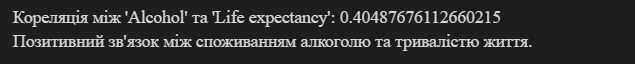 Кореляція між 'Alcohol' та 'Life expectancy': 0.40487676112660215
Позитивний зв'язок між споживанням алкоголю та тривалістю життя.